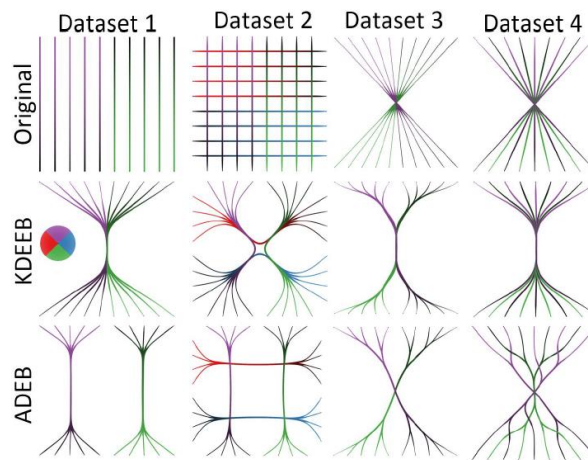 Dataset 1 Dataset 2 Dataset 3 Dataset 4
Original
KDEEB
ADEB